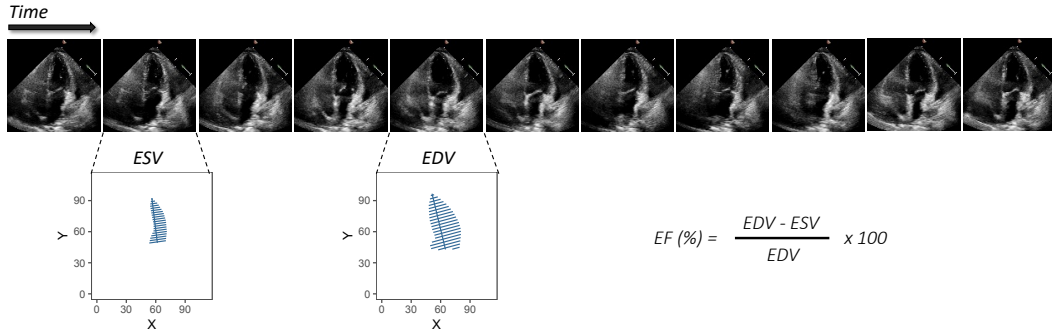 Time
ESV
EDV
90
60
30
0
Y
0 30 60 90
X
90
60
30
0
Y
0 30 60 90
X
EF (%) = EDV - ESV / EDV x 100